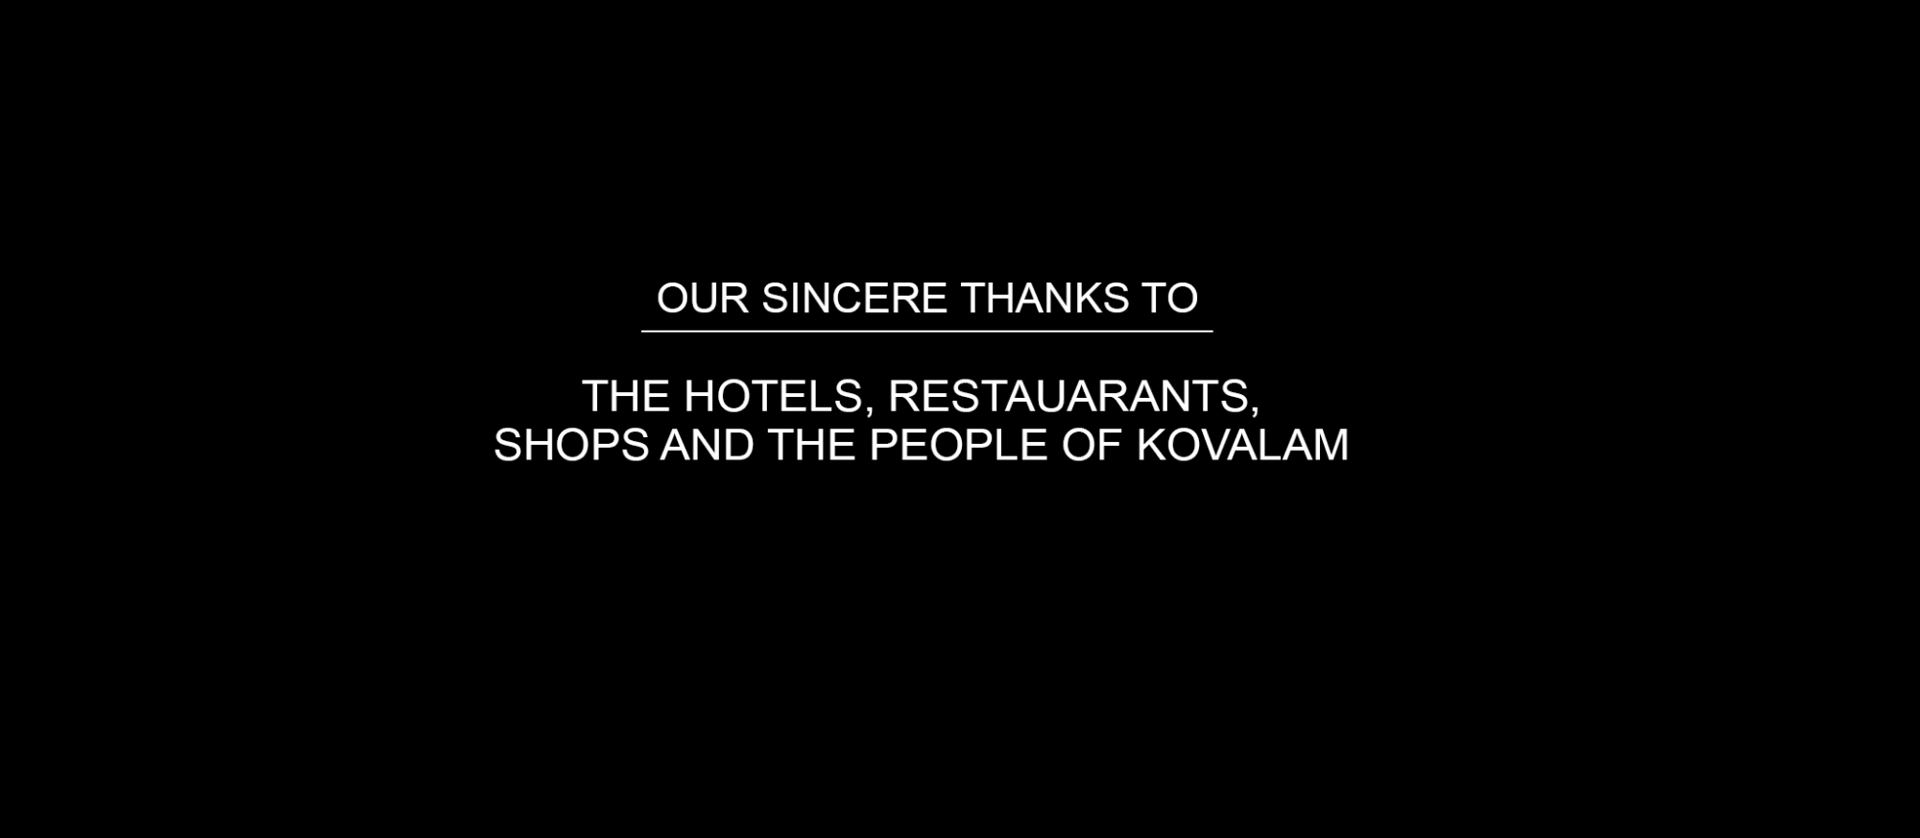 OUR SINCERE THANKS TO
THE HOTELS, RESTAUARANTS,
SHOPS AND THE PEOPLE OF KOVALAM